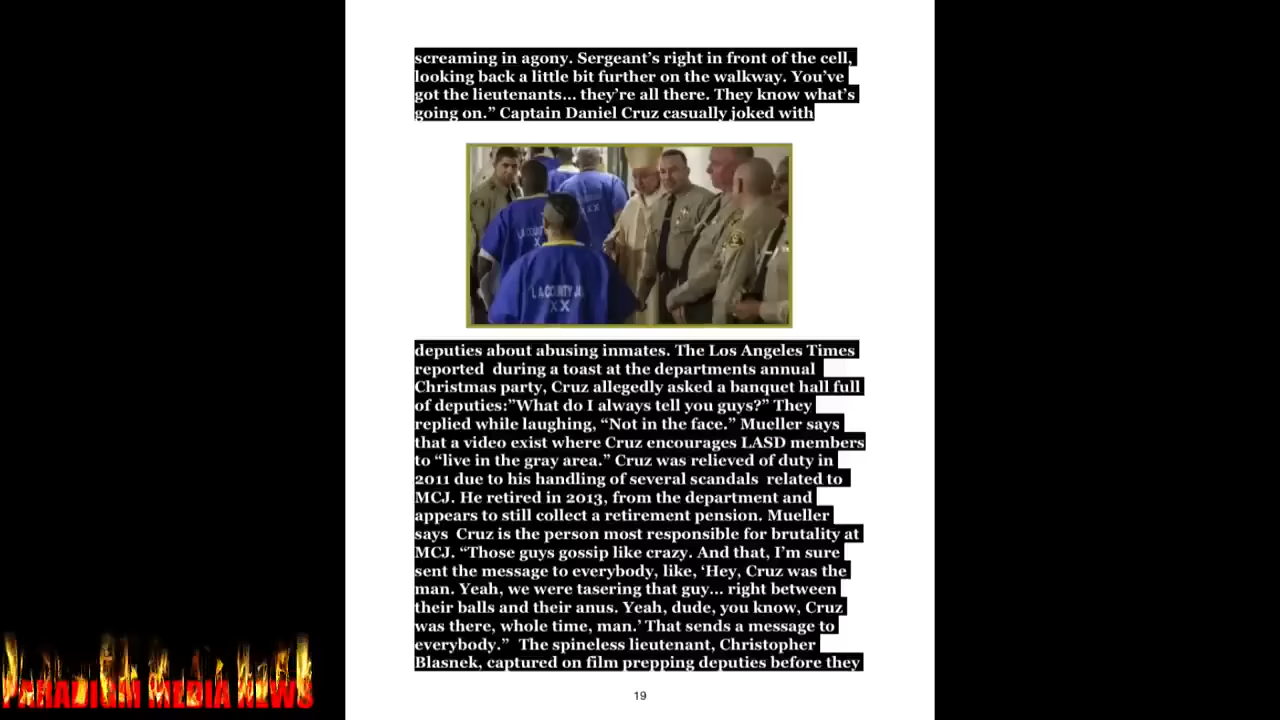 screaming in agony. Sergeant’s right in front of the cell,
looking back a little bit further on the walkway. You’ve
got the lieutenants… they’re all there. They know what’s
going on.” Captain Daniel Cruz casually joked with
L A COUNTY JAIL
XX
deputies about abusing inmates. The Los Angeles Times
reported  during a toast at the departments annual
Christmas party, Cruz allegedly asked a banquet hall full
of deputies:”What do I always tell you guys?” They
replied while laughing, “Not in the face.” Mueller says
that a video exist where Cruz encourages LASD members
to “live in the gray area.” Cruz was relieved of duty in
2011 due to his handling of several scandals  related to
MCJ. He retired in 2013, from the department and
appears to still collect a retirement pension. Mueller
says  Cruz is the person most responsible for brutality at
MCJ. “Those guys gossip like crazy. And that, I’m sure
sent the message to everybody, like, ‘Hey, Cruz was the
man. Yeah, we were tasering that guy… right between
their balls and their anus. Yeah, dude, you know, Cruz
was there, whole time, man.’ That sends a message to
everybody.”  The spineless lieutenant, Christopher
Blasnek, captured on film prepping deputies before they
19
PARADIGM MEDIA NEWS